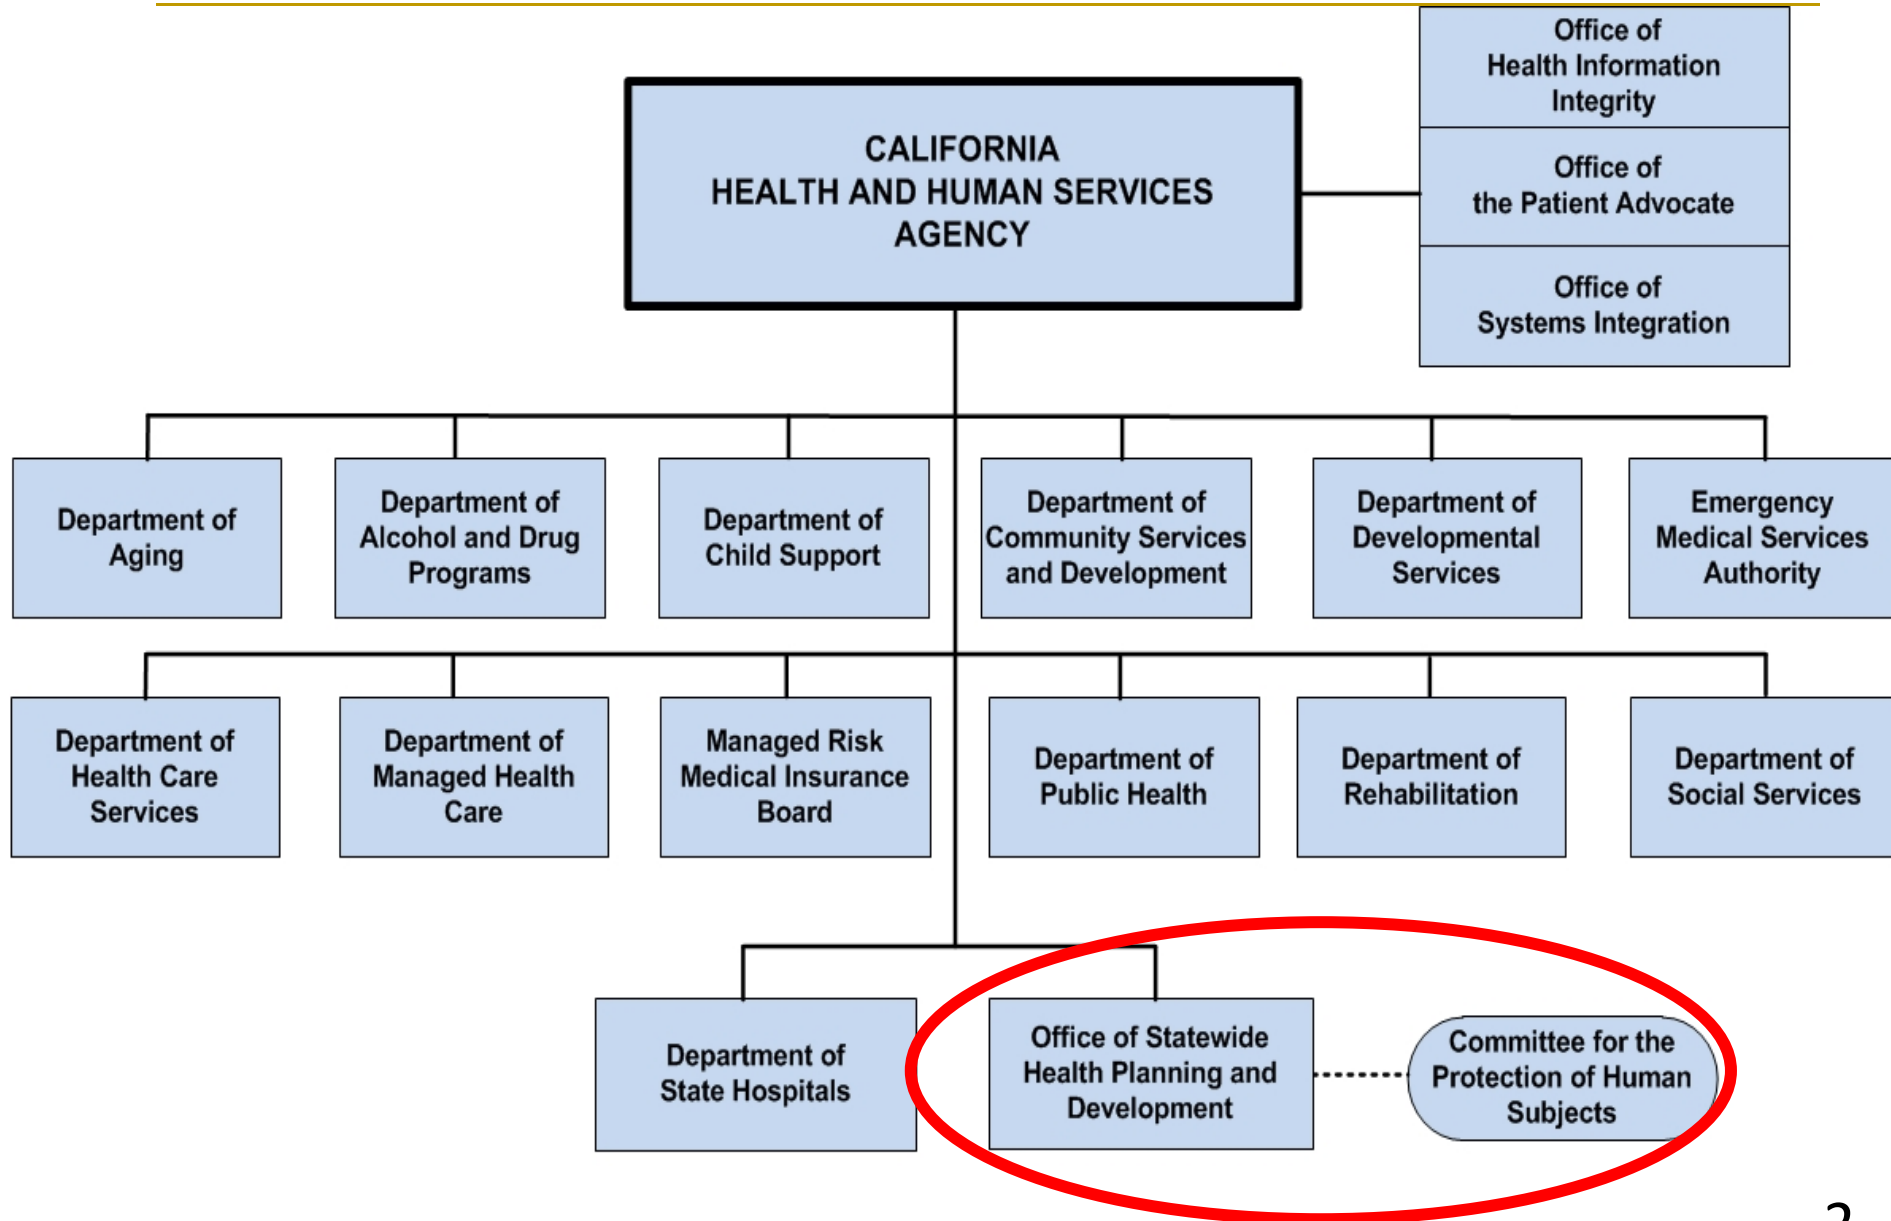 Office of
Health Information
Integrity
CALIFORNIA
HEALTH AND HUMAN SERVICES
AGENCY
Office of
the Patient Advocate
Office of
Systems Integration
Department of
Aging
Department of
Alcohol and Drug
Programs
Department of
Child Support
Department of
Community Services
and Development
Department of
Developmental
Services
Emergency
Medical Services
Authority
Department of
Health Care
Services
Department of
Managed Health
Care
Managed Risk
Medical Insurance
Board
Department of
Public Health
Department of
Rehabilitation
Department of
Social Services
Department of
State Hospitals
Office of Statewide
Health Planning and
Development
Committee for the
Protection of Human
Subjects